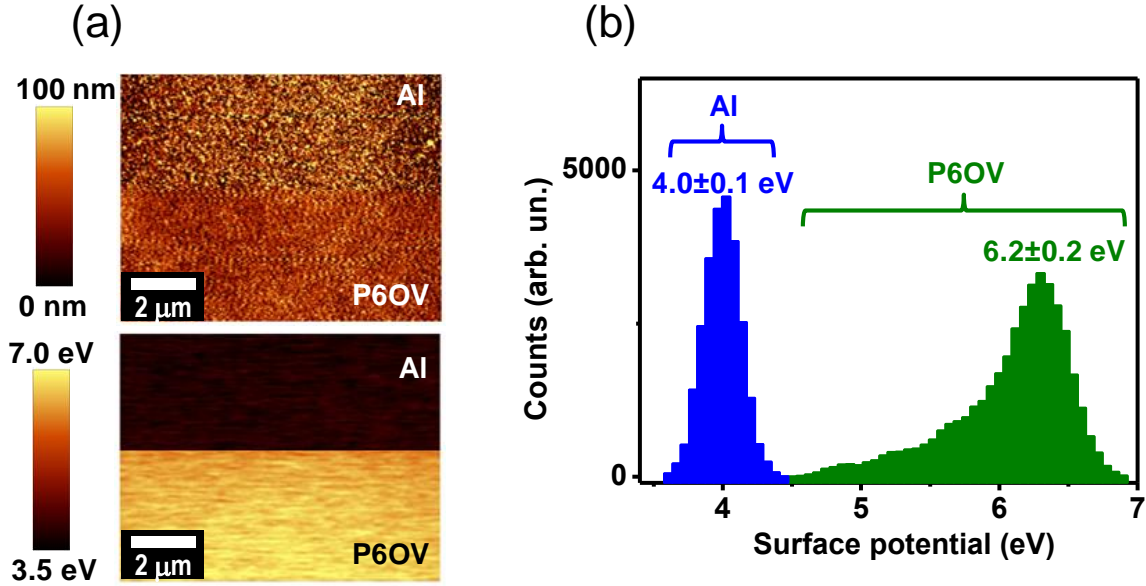 (a)
100 nm
0 nm
Al
P6OV
2 μm
7.0 eV
3.5 eV
Al
P6OV
2 μm
(b)
Al
4.0±0.1 eV
P6OV
6.2±0.2 eV
Counts (arb. un.)
5000
0
4
5
6
7
Surface potential (eV)